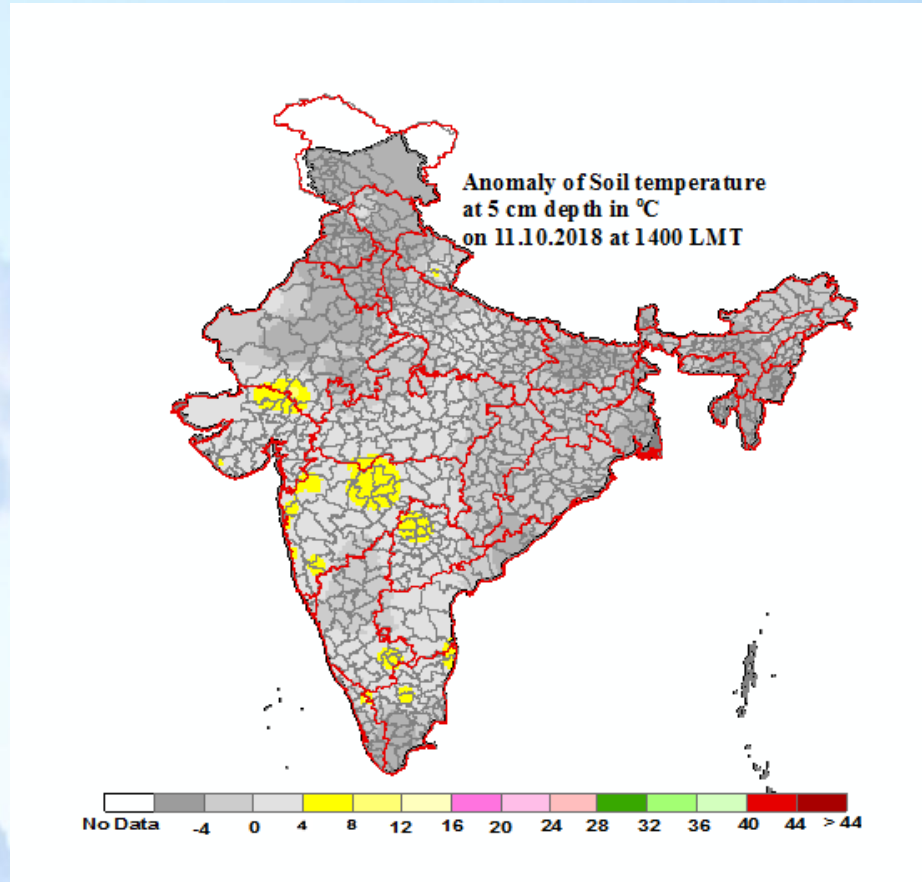 Anomaly of Soil temperature
at 5 cm depth in °C
on 11.10.2018 at 1400 LMT
No Data -4 0 4 8 12 16 20 24 28 32 36 40 44 > 44